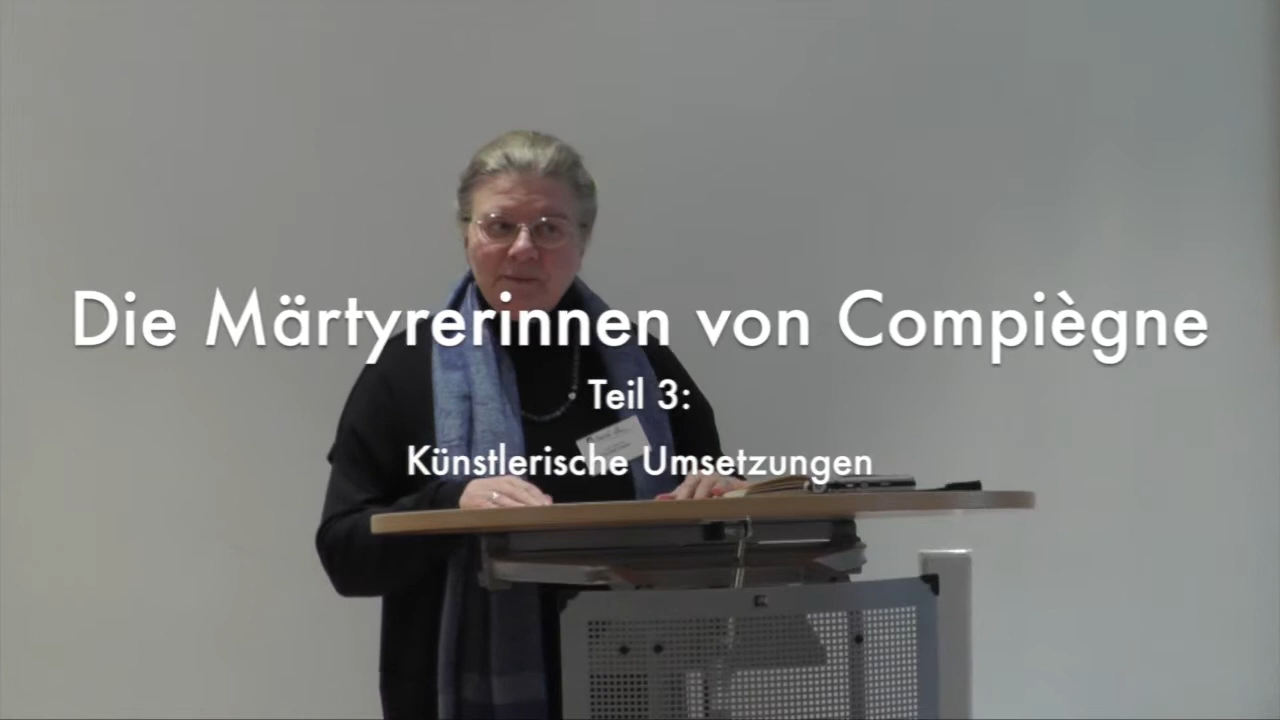 Die Märtyrerinnen von Compiègne
Teil 3:
Künstlerische Umsetzungen